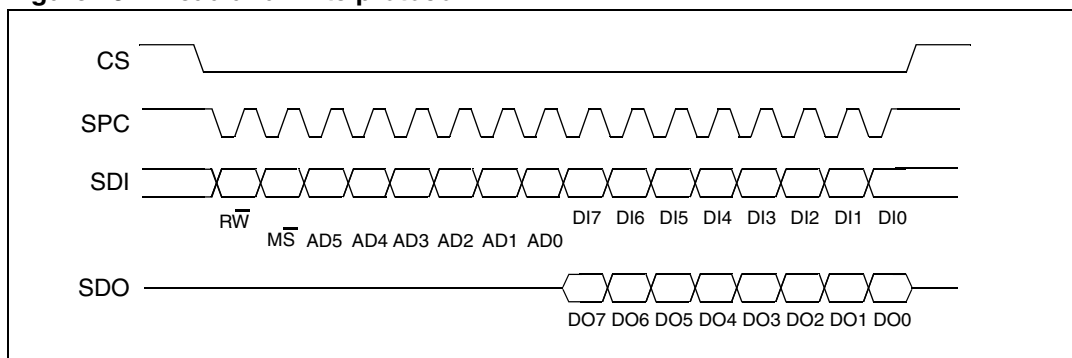 CS
SPC
SDI
RW̅
DI7 DI6 DI5 DI4 DI3 DI2 DI1 DI0
MS̅ AD5 AD4 AD3 AD2 AD1 AD0
SDO
DO7 DO6 DO5 DO4 DO3 DO2 DO1 DO0